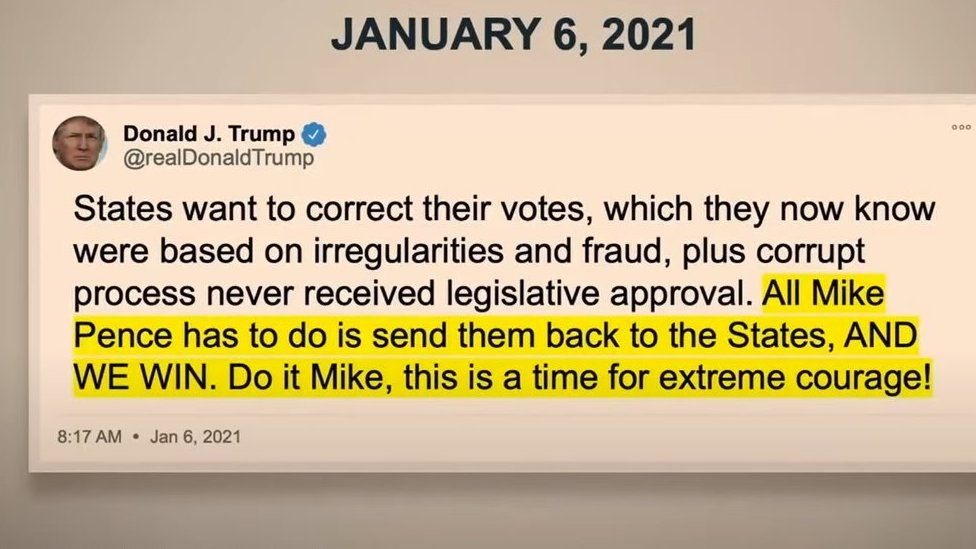 JANUARY 6, 2021
Donald J. Trump
@realDonaldTrump
States want to correct their votes, which they now know
were based on irregularities and fraud, plus corrupt
process never received legislative approval. All Mike
Pence has to do is send them back to the States, AND
WE WIN. Do it Mike, this is a time for extreme courage!
8:17 AM • Jan 6, 2021